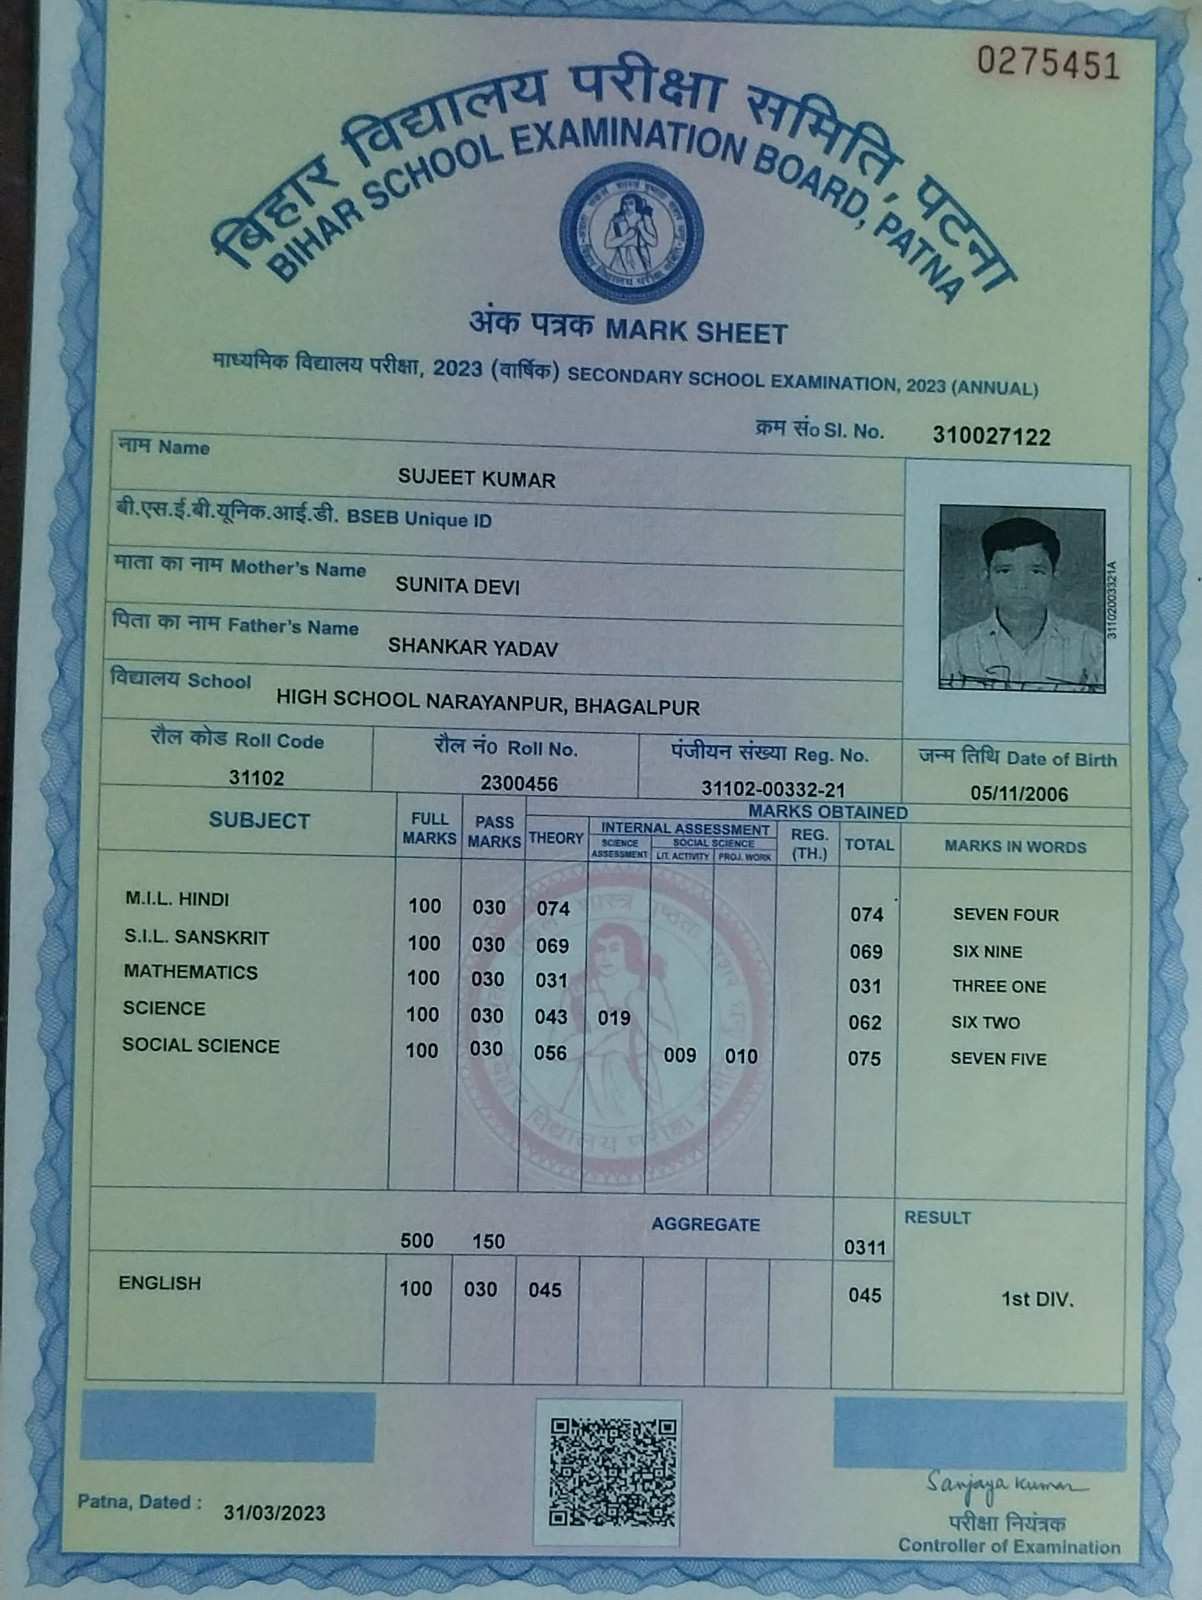 0275451
बिहार विद्यालय परीक्षा समिति, पटना
BIHAR SCHOOL EXAMINATION BOARD, PATNA
अंक पत्रक MARK SHEET
माध्यमिक विद्यालय परीक्षा, 2023 (वार्षिक) SECONDARY SCHOOL EXAMINATION, 2023 (ANNUAL)
क्रम सं० Sl. No. 310027122
नाम Name
SUJEET KUMAR
बी.एस.ई.बी.यूनिक.आई.डी. BSEB Unique ID
माता का नाम Mother's Name SUNITA DEVI
पिता का नाम Father's Name SHANKAR YADAV
विद्यालय School HIGH SCHOOL NARAYANPUR, BHAGALPUR
31102003321A
रौल कोड Roll Code रौल नं० Roll No. पंजीयन संख्या Reg. No. जन्म तिथि Date of Birth
31102 2300456 31102-00332-21 05/11/2006
SUBJECT FULL MARKS PASS MARKS MARKS OBTAINED
THEORY INTERNAL ASSESSMENT REG. (TH.) TOTAL MARKS IN WORDS
SCIENCE ASSESSMENT SOCIAL SCIENCE
LIT. ACTIVITY PROJ. WORK
M.I.L. HINDI 100 030 074 074 SEVEN FOUR
S.I.L. SANSKRIT 100 030 069 069 SIX NINE
MATHEMATICS 100 030 031 031 THREE ONE
SCIENCE 100 030 043 019 062 SIX TWO
SOCIAL SCIENCE 100 030 056 009 010 075 SEVEN FIVE
500 150 AGGREGATE 0311 RESULT
ENGLISH 100 030 045 045 1st DIV.
Patna, Dated : 31/03/2023
Sanjaya Kumar
परीक्षा नियंत्रक
Controller of Examination